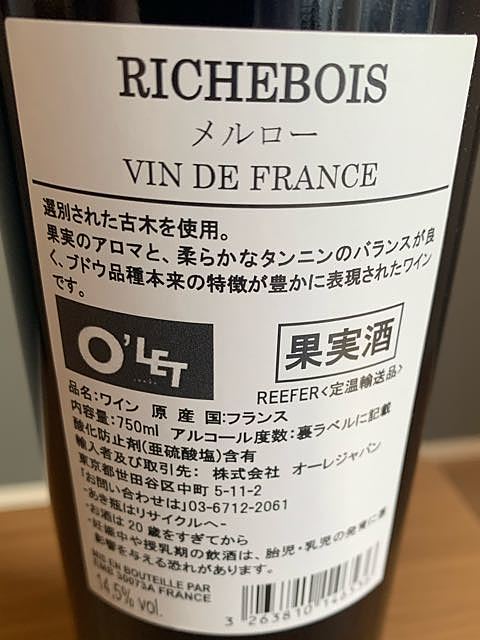 RICHEBOIS
メルロー
VIN DE FRANCE
選別された古木を使用。
果実のアロマと、柔らかなタンニンのバランスが良
く、ブドウ品種本来の特徴が豊かに表現されたワイン
です。
O'LET
果実酒
REEFER<定温輸送品>
品名:ワイン 原産国:フランス
内容量:750ml アルコール度数:裏ラベルに記載
酸化防止剤(亜硫酸塩)含有
輸入者及び取引先: 株式会社 オーレジャパン
東京都世田谷区中町 5-11-2
「お問い合わせは」03-6712-2061
-あき瓶はリサイクルへ-
-お酒は20歳をすぎてから
-妊娠中や授乳期の飲酒は、胎児・乳児の発育に悪
影響を与える恐れがあります。
MIS EN BOUTEILLE PAR
EMB 30073A FRANCE
14.5% vol.
3 263810